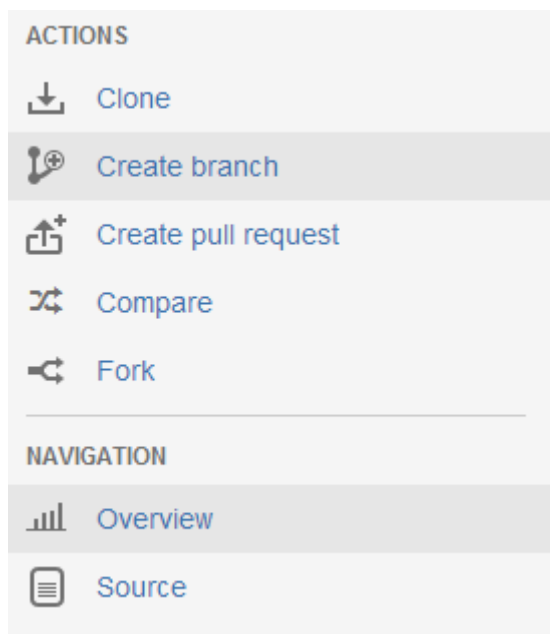 ACTIONS
Clone
Create branch
Create pull request
Compare
Fork
NAVIGATION
Overview
Source